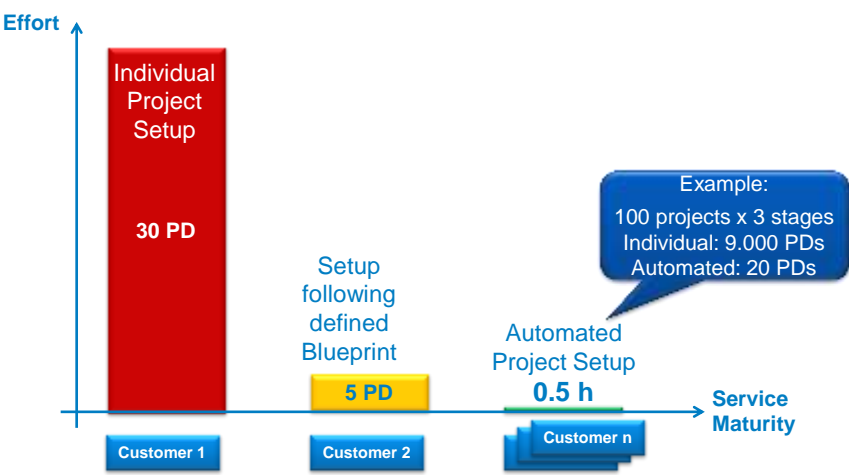 Effort
Individual
Project
Setup
30 PD
Setup
following
defined
Blueprint
5 PD
Example:
100 projects x 3 stages
Individual: 9.000 PDs
Automated: 20 PDs
Automated
Project Setup
0.5 h
Service
Maturity
Customer 1
Customer 2
Customer n